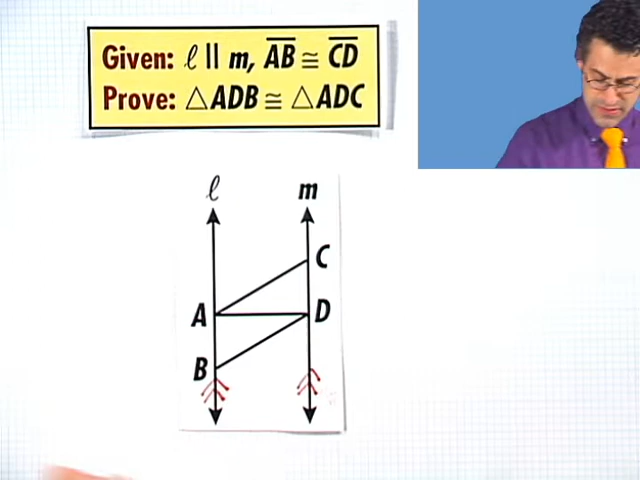 Given: ℓ || m, AB ≅ CD
Prove: △ADB ≅ △ADC
ℓ m
C
A D
B